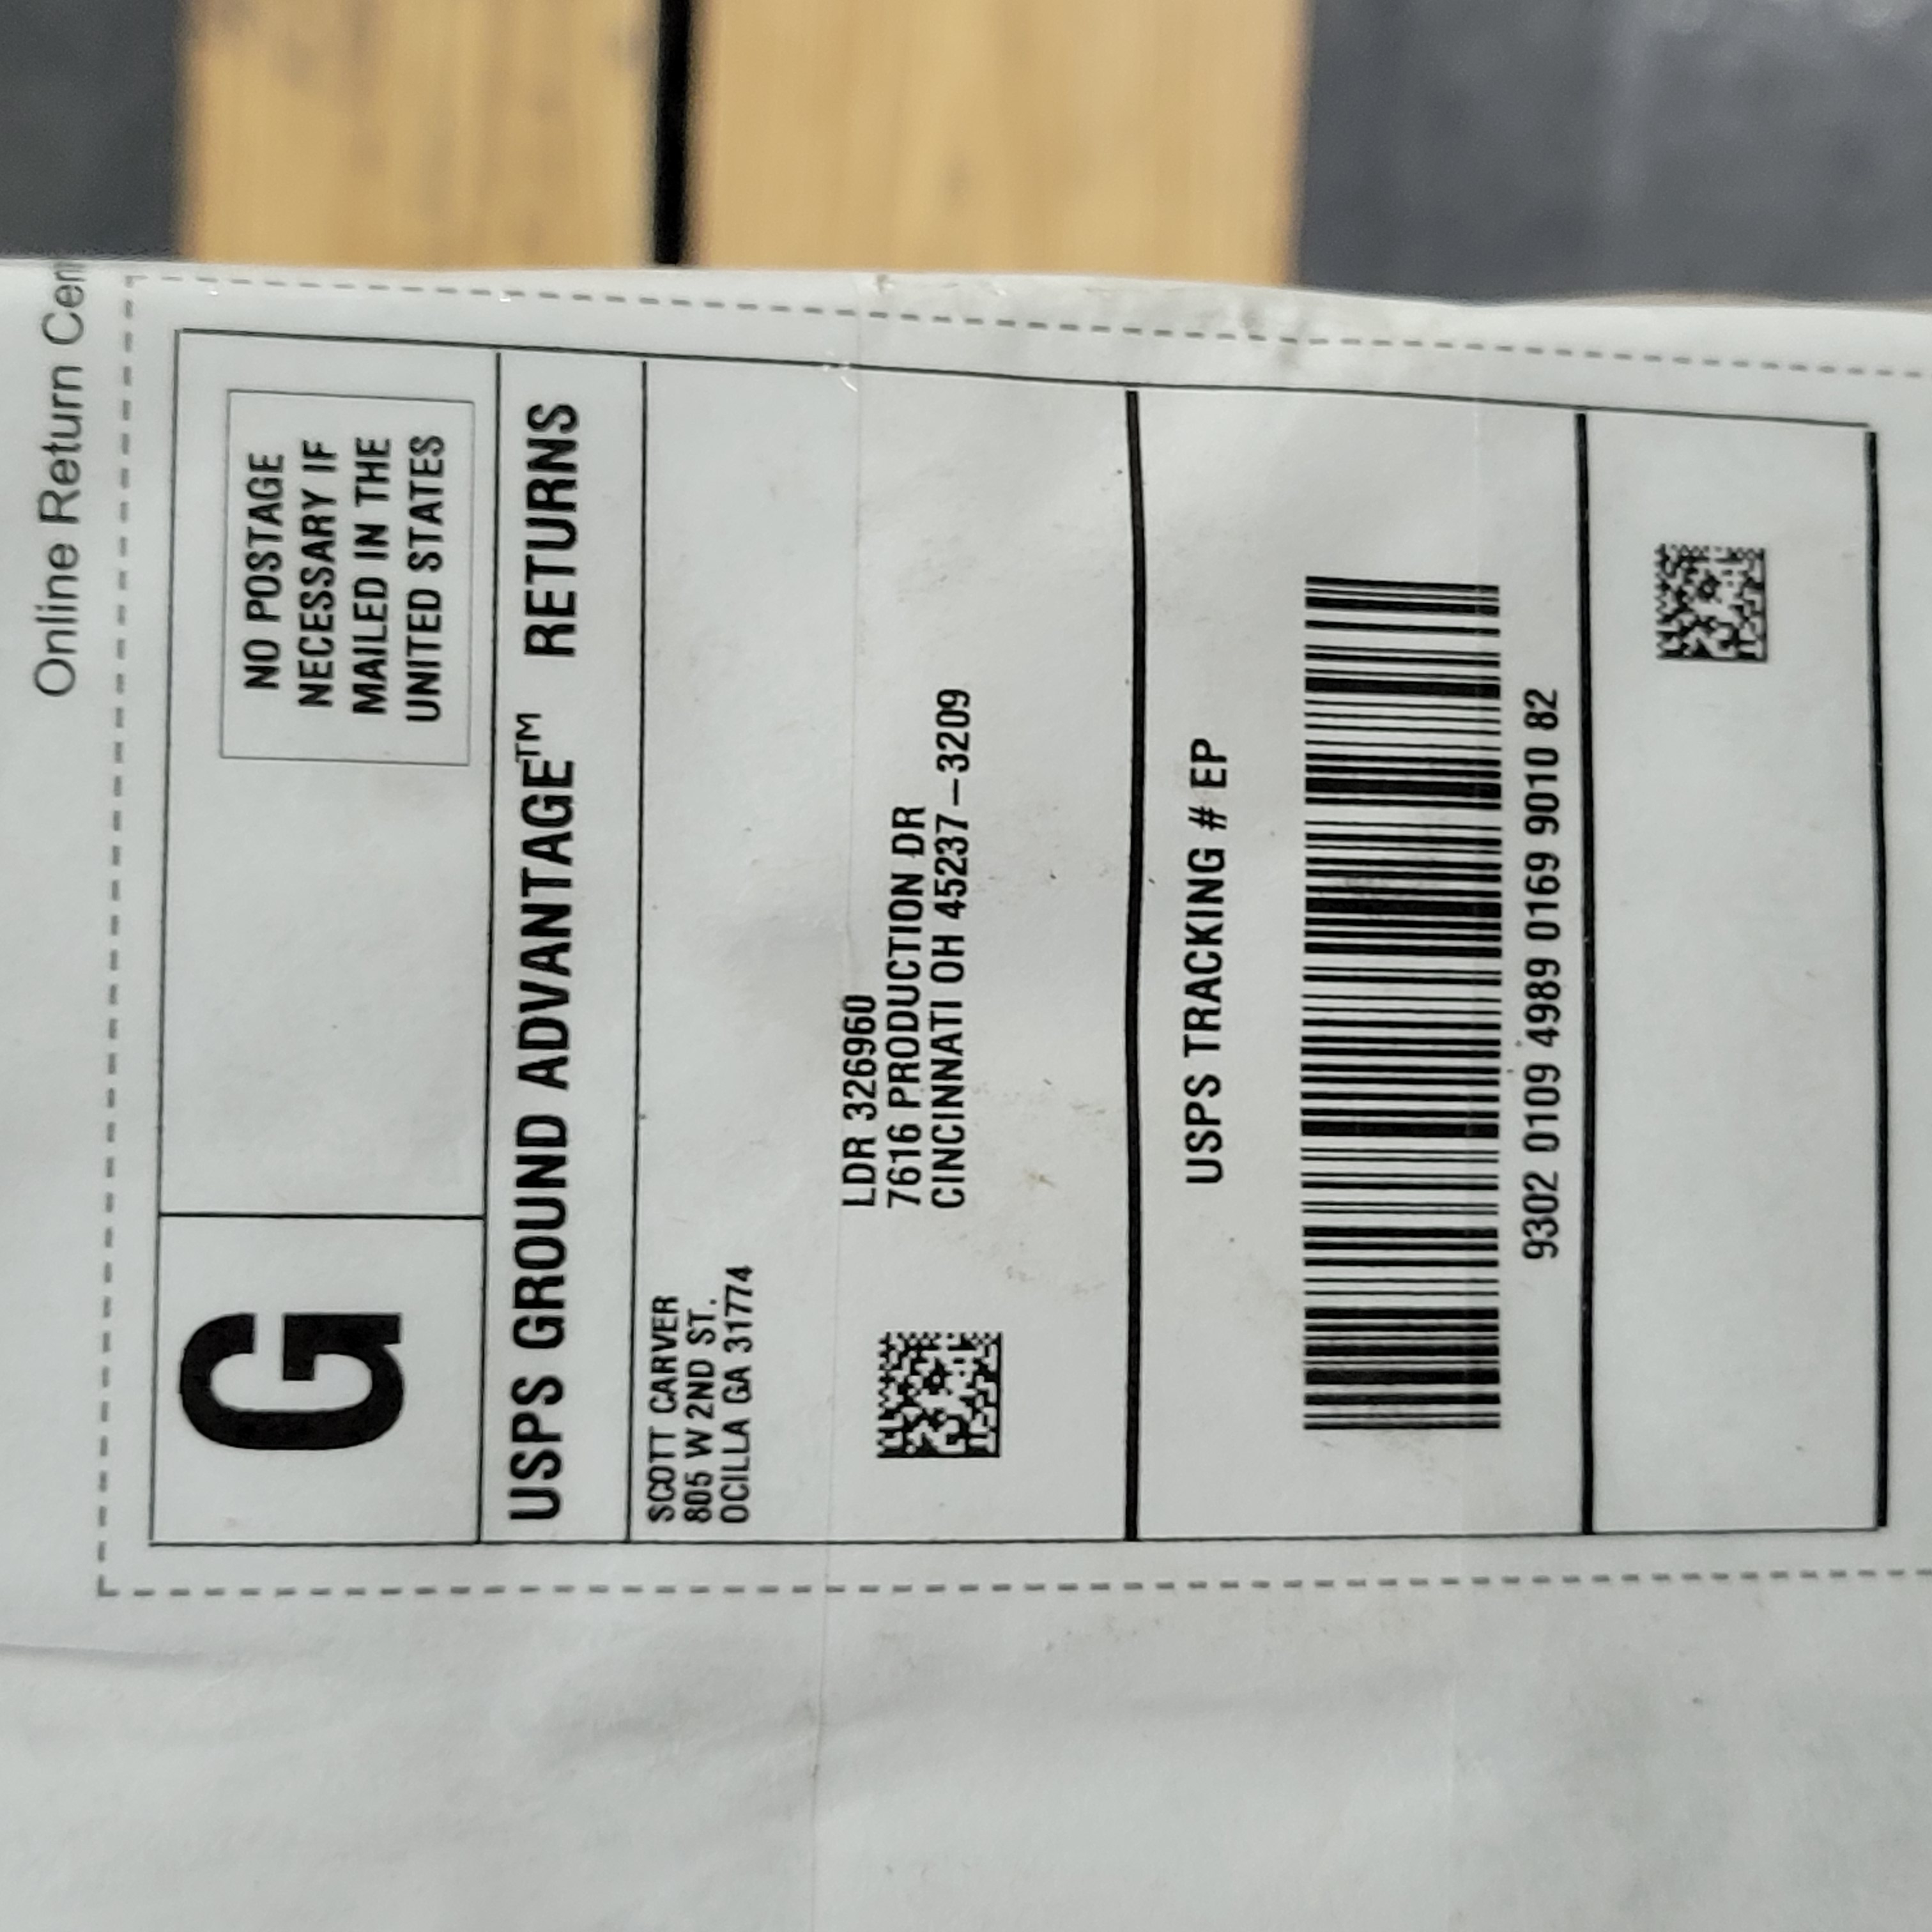 Online Return Cen
G
NO POSTAGE
NECESSARY IF
MAILED IN THE
UNITED STATES
USPS GROUND ADVANTAGE™ RETURNS
SCOTT CARVER
805 W 2ND ST.
OCILLA GA 31774
LDR 326960
7616 PRODUCTION DR
CINCINNATI OH 45237-3209
USPS TRACKING # EP
9302 0109 4989 0169 9010 82